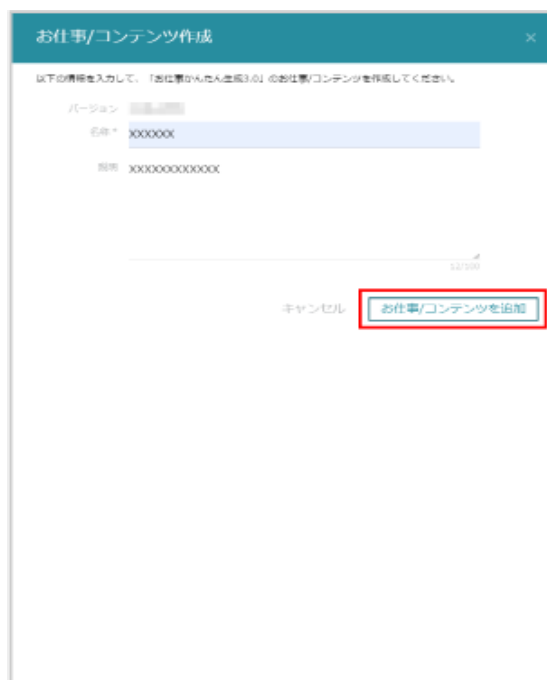 お仕事/コンテンツ作成 ×
以下の情報を入力して、「お仕事かんたん生成3.0」のお仕事/コンテンツを作成してください。
バージョン
名称 * XXXXXX
説明 XXXXXXXXXXXX
12/100
キャンセル お仕事/コンテンツを追加